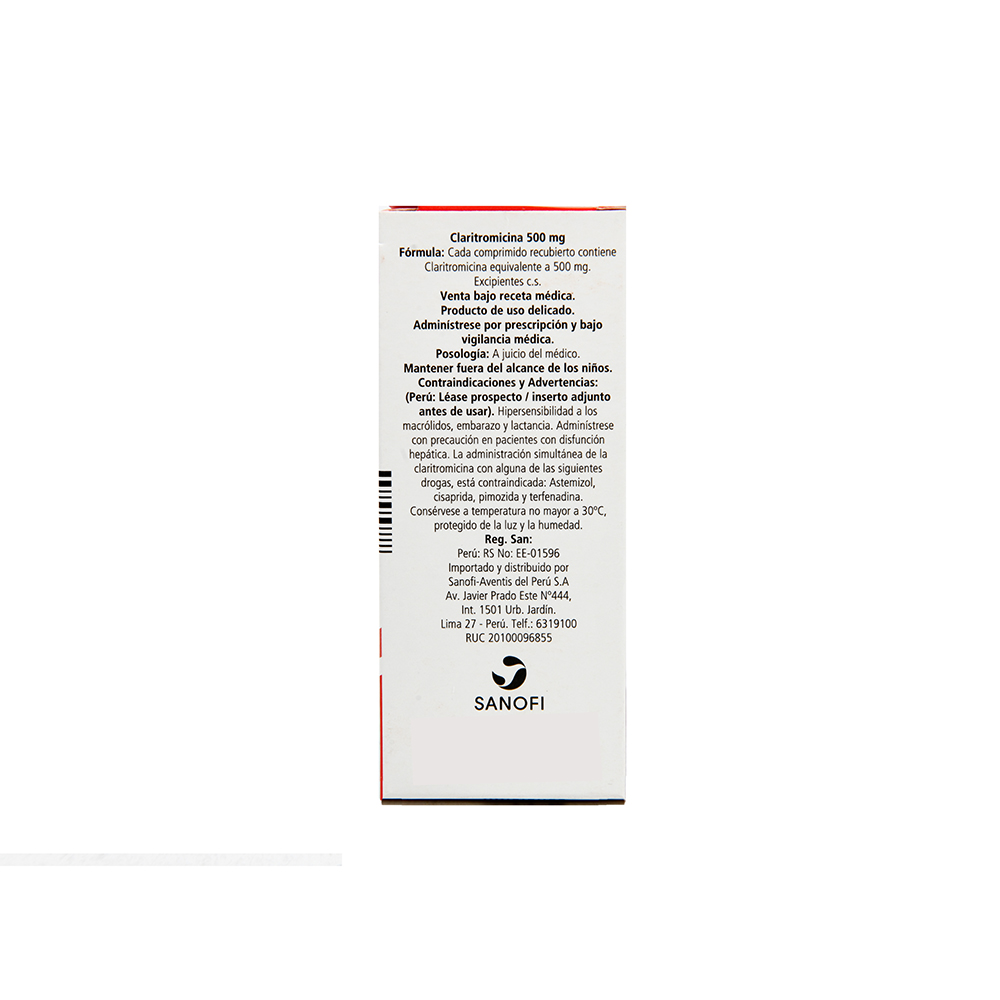 Claritromicina 500 mg
Fórmula: Cada comprimido recubierto contiene
Claritromicina equivalente a 500 mg.
Excipientes c.s.
Venta bajo receta médica.
Producto de uso delicado.
Adminístrese por prescripción y bajo
vigilancia médica.
Posología: A juicio del médico.
Mantener fuera del alcance de los niños.
Contraindicaciones y Advertencias:
(Perú: Léase prospecto / inserto adjunto
antes de usar). Hipersensibilidad a los
macrólidos, embarazo y lactancia. Adminístrese
con precaución en pacientes con disfunción
hepática. La administración simultánea de la
claritromicina con alguna de las siguientes
drogas, está contraindicada: Astemizol,
cisaprida, pimozida y terfenadina.
Consérvese a temperatura no mayor a 30ºC,
protegido de la luz y la humedad.
Reg. San:
Perú: RS No: EE-01596
Importado y distribuido por
Sanofi-Aventis del Perú S.A
Av. Javier Prado Este Nº444,
Int. 1501 Urb. Jardín.
Lima 27 - Perú. Telf.: 6319100
RUC 20100096855
SANOFI